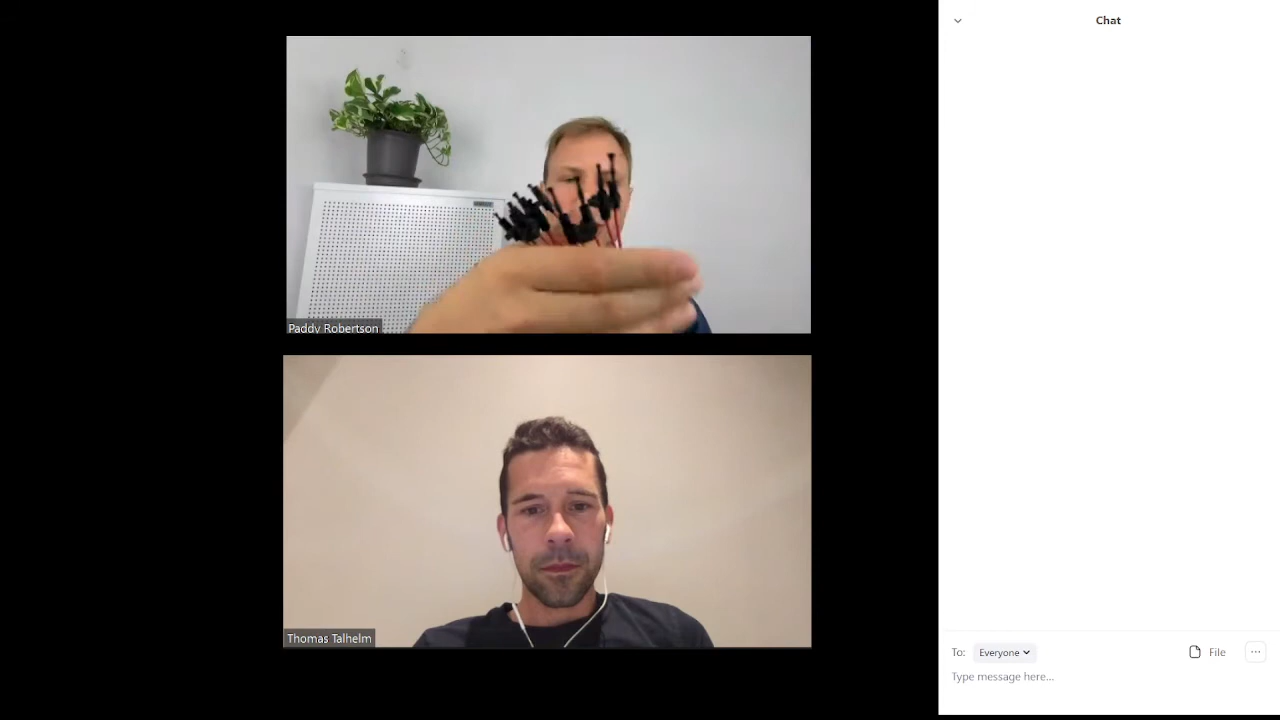 Chat
Paddy Robertson
Thomas Talhelm
To: Everyone
File
Type message here...